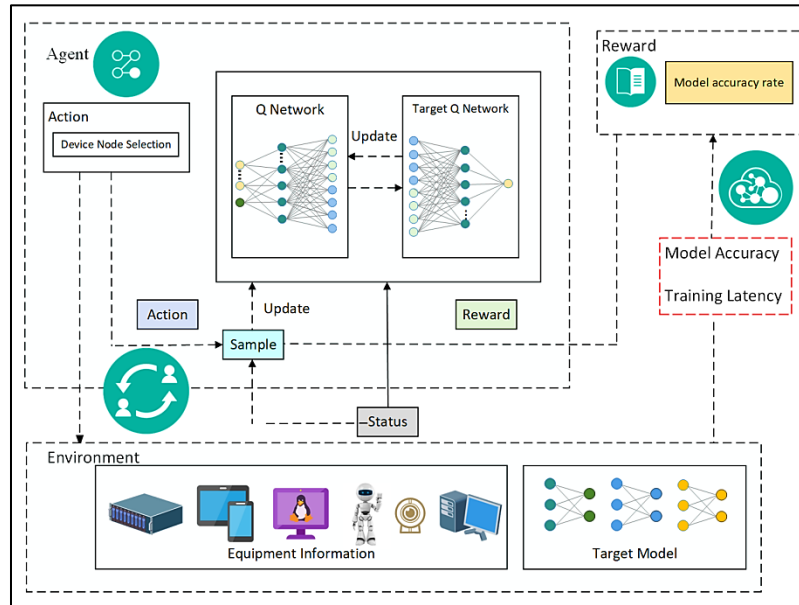 Agent
Action
Device Node Selection
Q Network
Target Q Network
Update
Reward
Model accuracy rate
Model Accuracy
Training Latency
Action
Update
Reward
Sample
Status
Environment
Equipment Information
Target Model